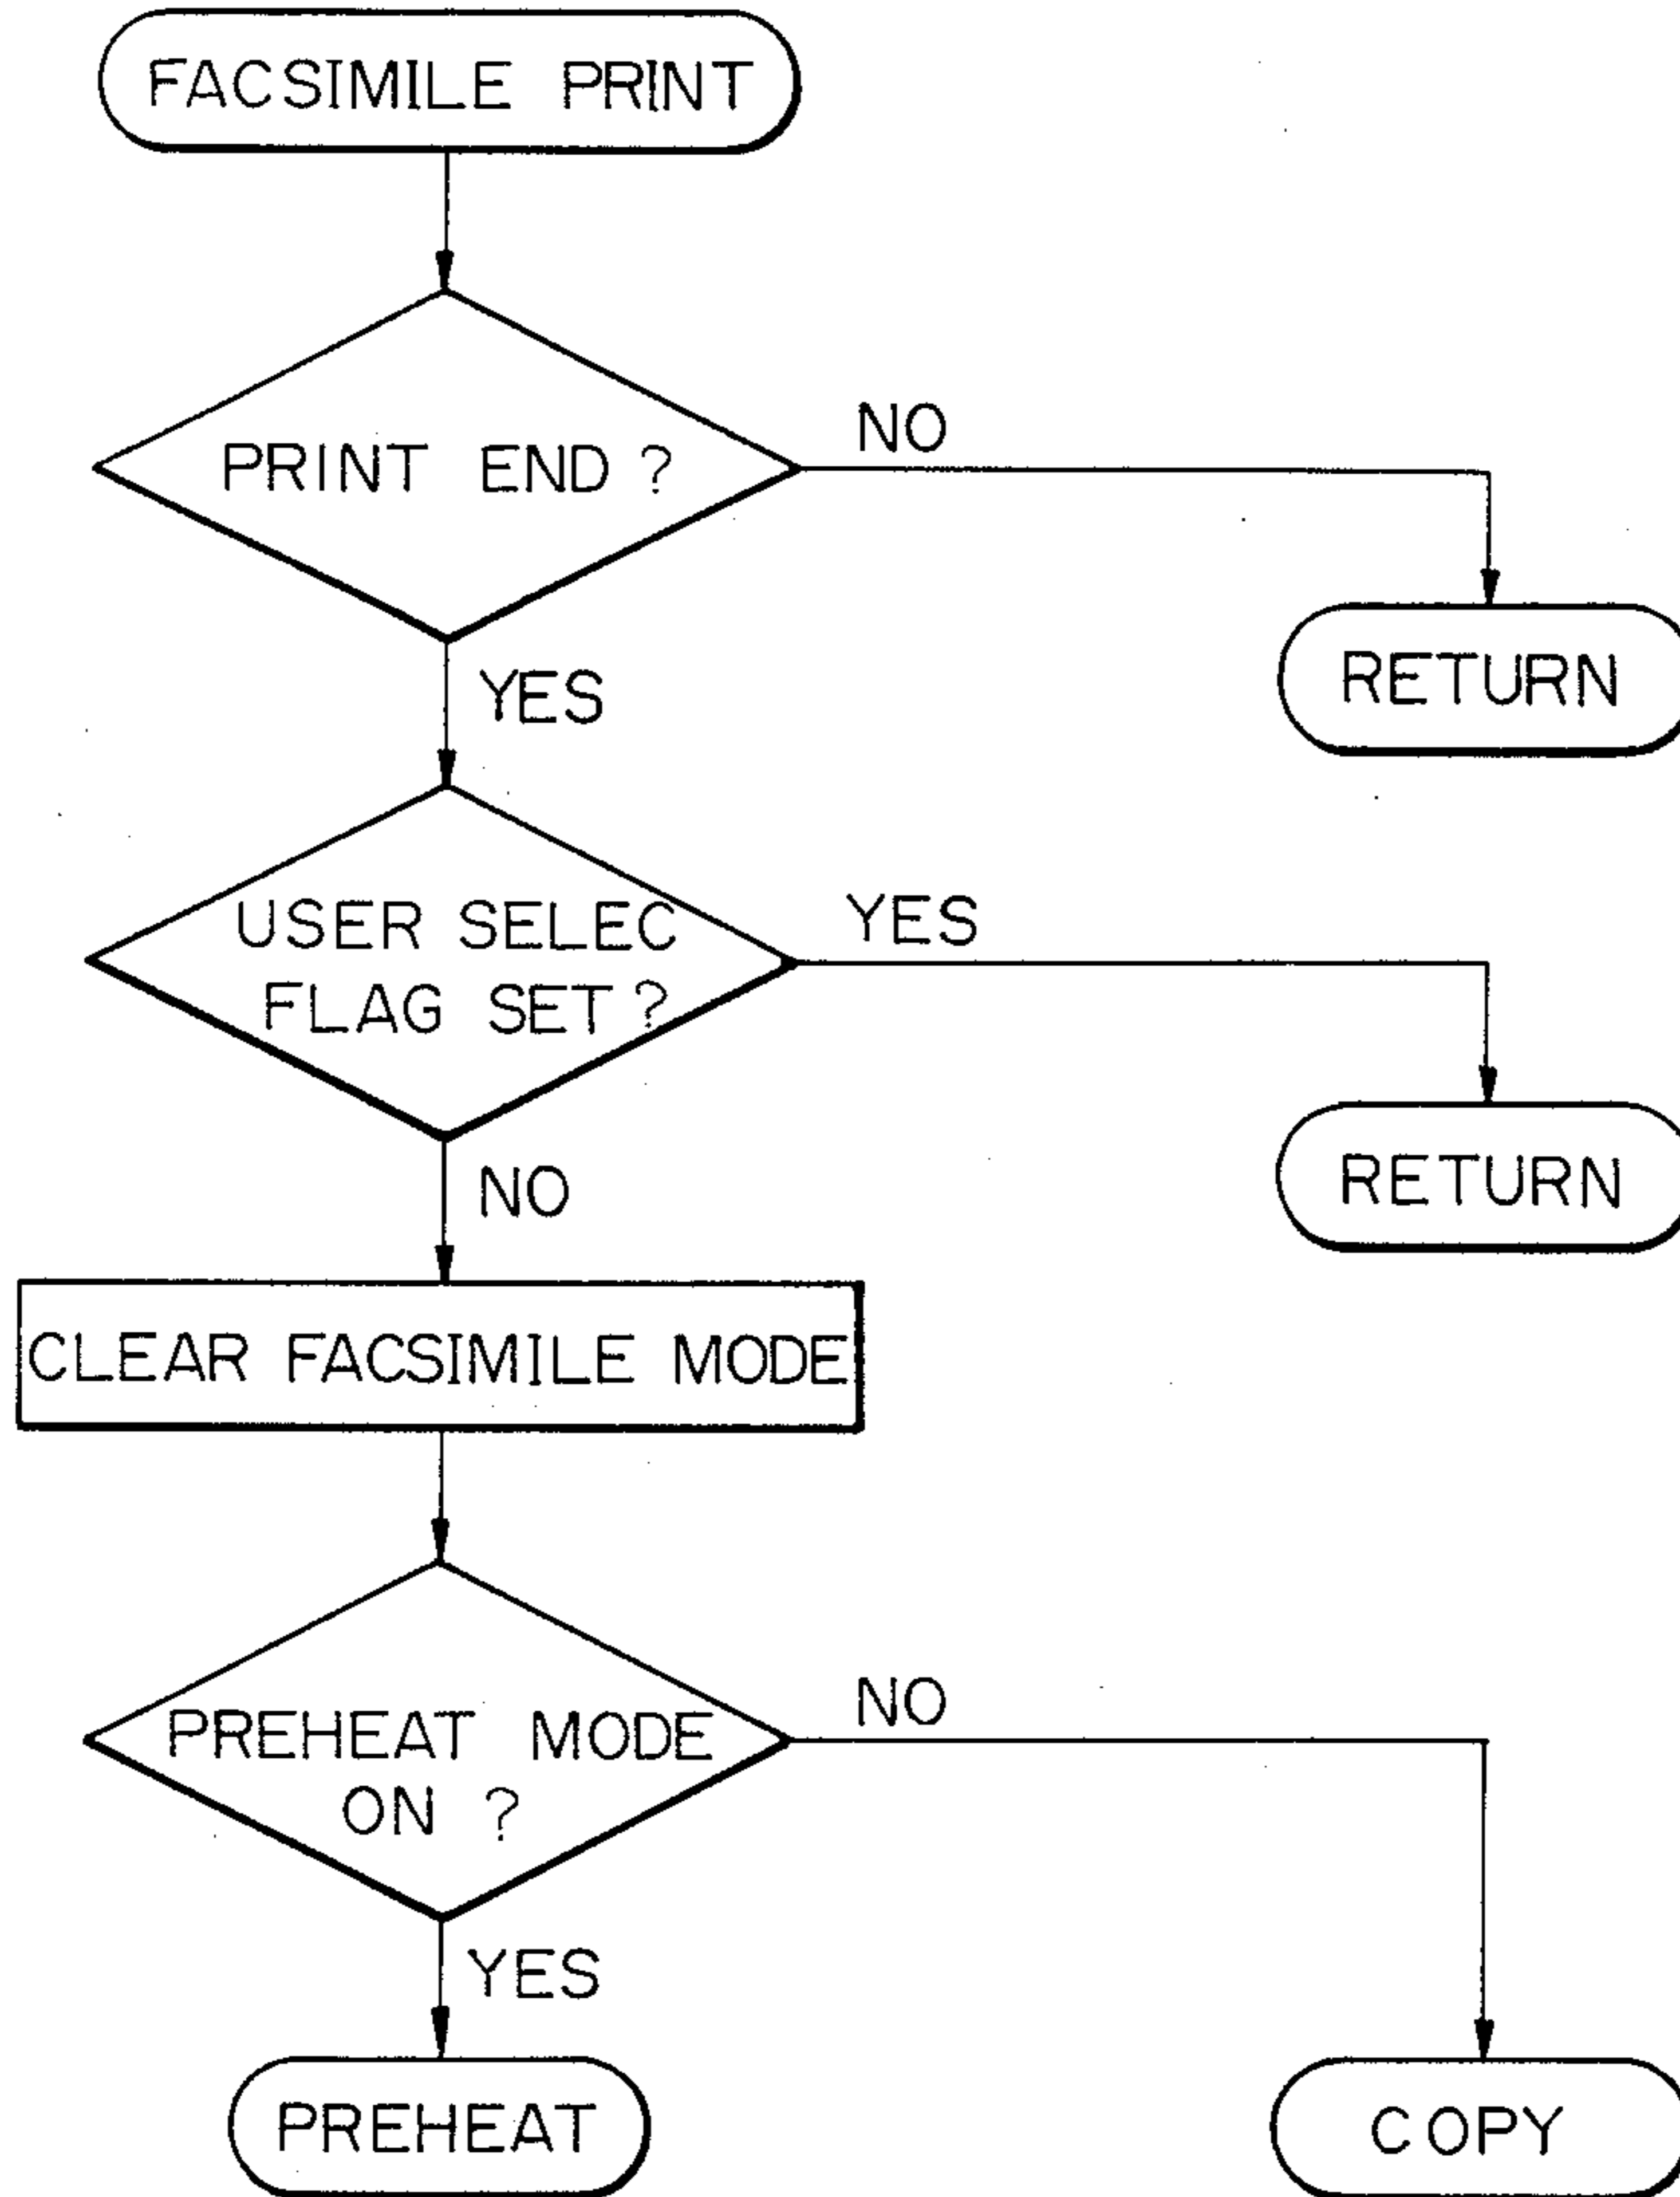 FACSIMILE PRINT
PRINT END ?
NO
RETURN
YES
USER SELEC
FLAG SET ?
YES
RETURN
NO
CLEAR FACSIMILE MODE
PREHEAT MODE
ON ?
NO
YES
PREHEAT
COPY